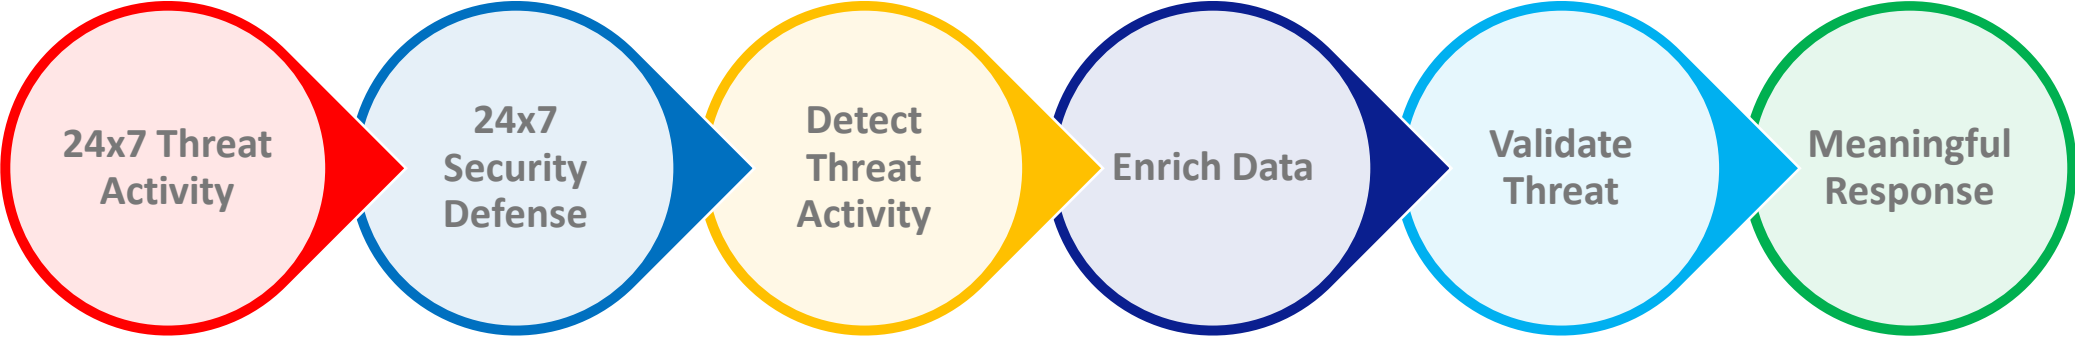 24x7 Threat
Activity
24x7
Security
Defense
Detect
Threat
Activity
Enrich Data
Validate
Threat
Meaningful
Response